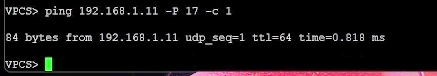 VPCS> ping 192.168.1.11 -P 17 -c 1
84 bytes from 192.168.1.11 udp_seq=1 ttl=64 time=0.818 ms
VPCS>